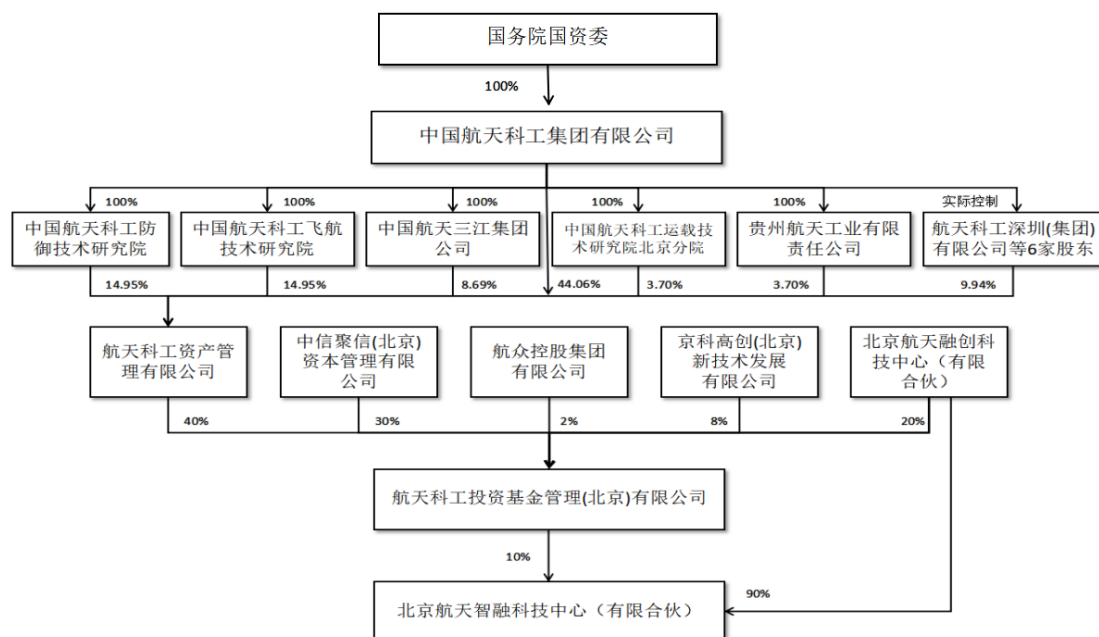 国务院国资委
100%
中国航天科工集团有限公司
100%
100%
100%
100%
100%
实际控制
中国航天科工防
御技术研究院
中国航天科工飞航
技术研究院
中国航天三江集团
公司
中国航天科工运载技
术研究院北京分院
贵州航天工业有限
责任公司
航天科工深圳(集团)
有限公司等6家股东
14.95%
14.95%
8.69%
44.06%
3.70%
3.70%
9.94%
航天科工资产管
理有限公司
中信聚信(北京)
资本管理有限公
司
航众控股集团
有限公司
京科高创(北京)
新技术发展
有限公司
北京航天融创科
技中心（有限
合伙）
40%
30%
2%
8%
20%
航天科工投资基金管理(北京)有限公司
10%
90%
北京航天智融科技中心（有限合伙）